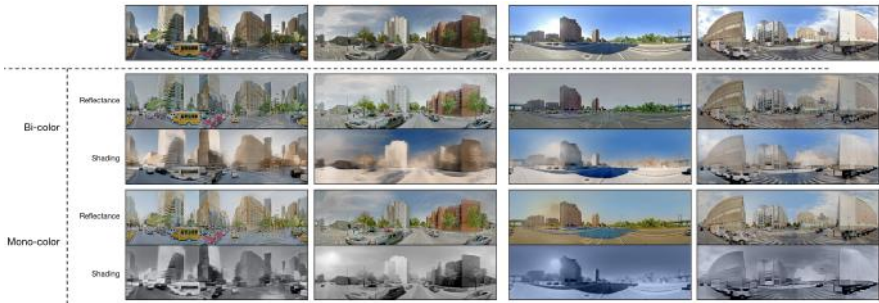 Reflectance
Bi-color
Shading
Reflectance
Mono-color
Shading